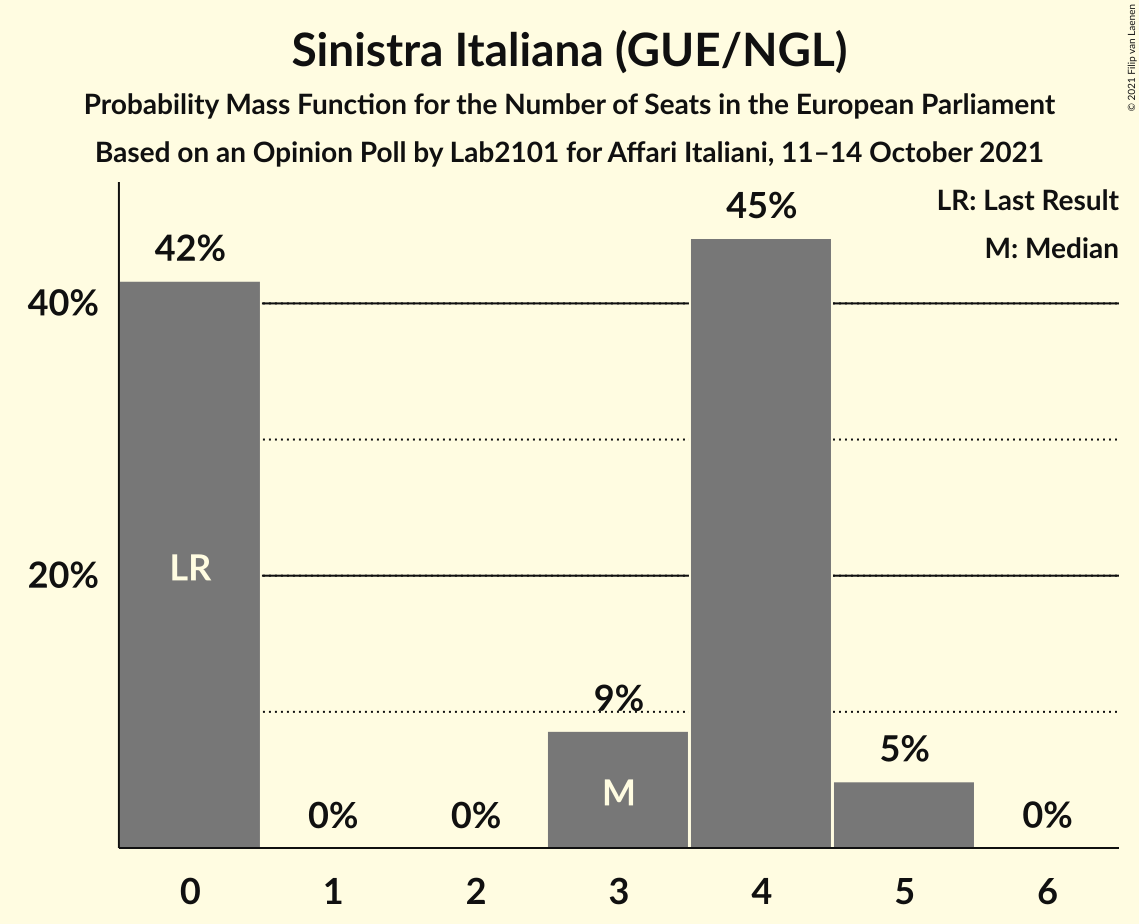 Sinistra Italiana (GUE/NGL)
Probability Mass Function for the Number of Seats in the European Parliament
Based on an Opinion Poll by Lab2101 for Affari Italiani, 11–14 October 2021
© 2021 Filip van Laenen
LR: Last Result
M: Median
45%
42%
40%
LR
20%
9%
M
5%
0%
0%
0%
0
1
2
3
4
5
6